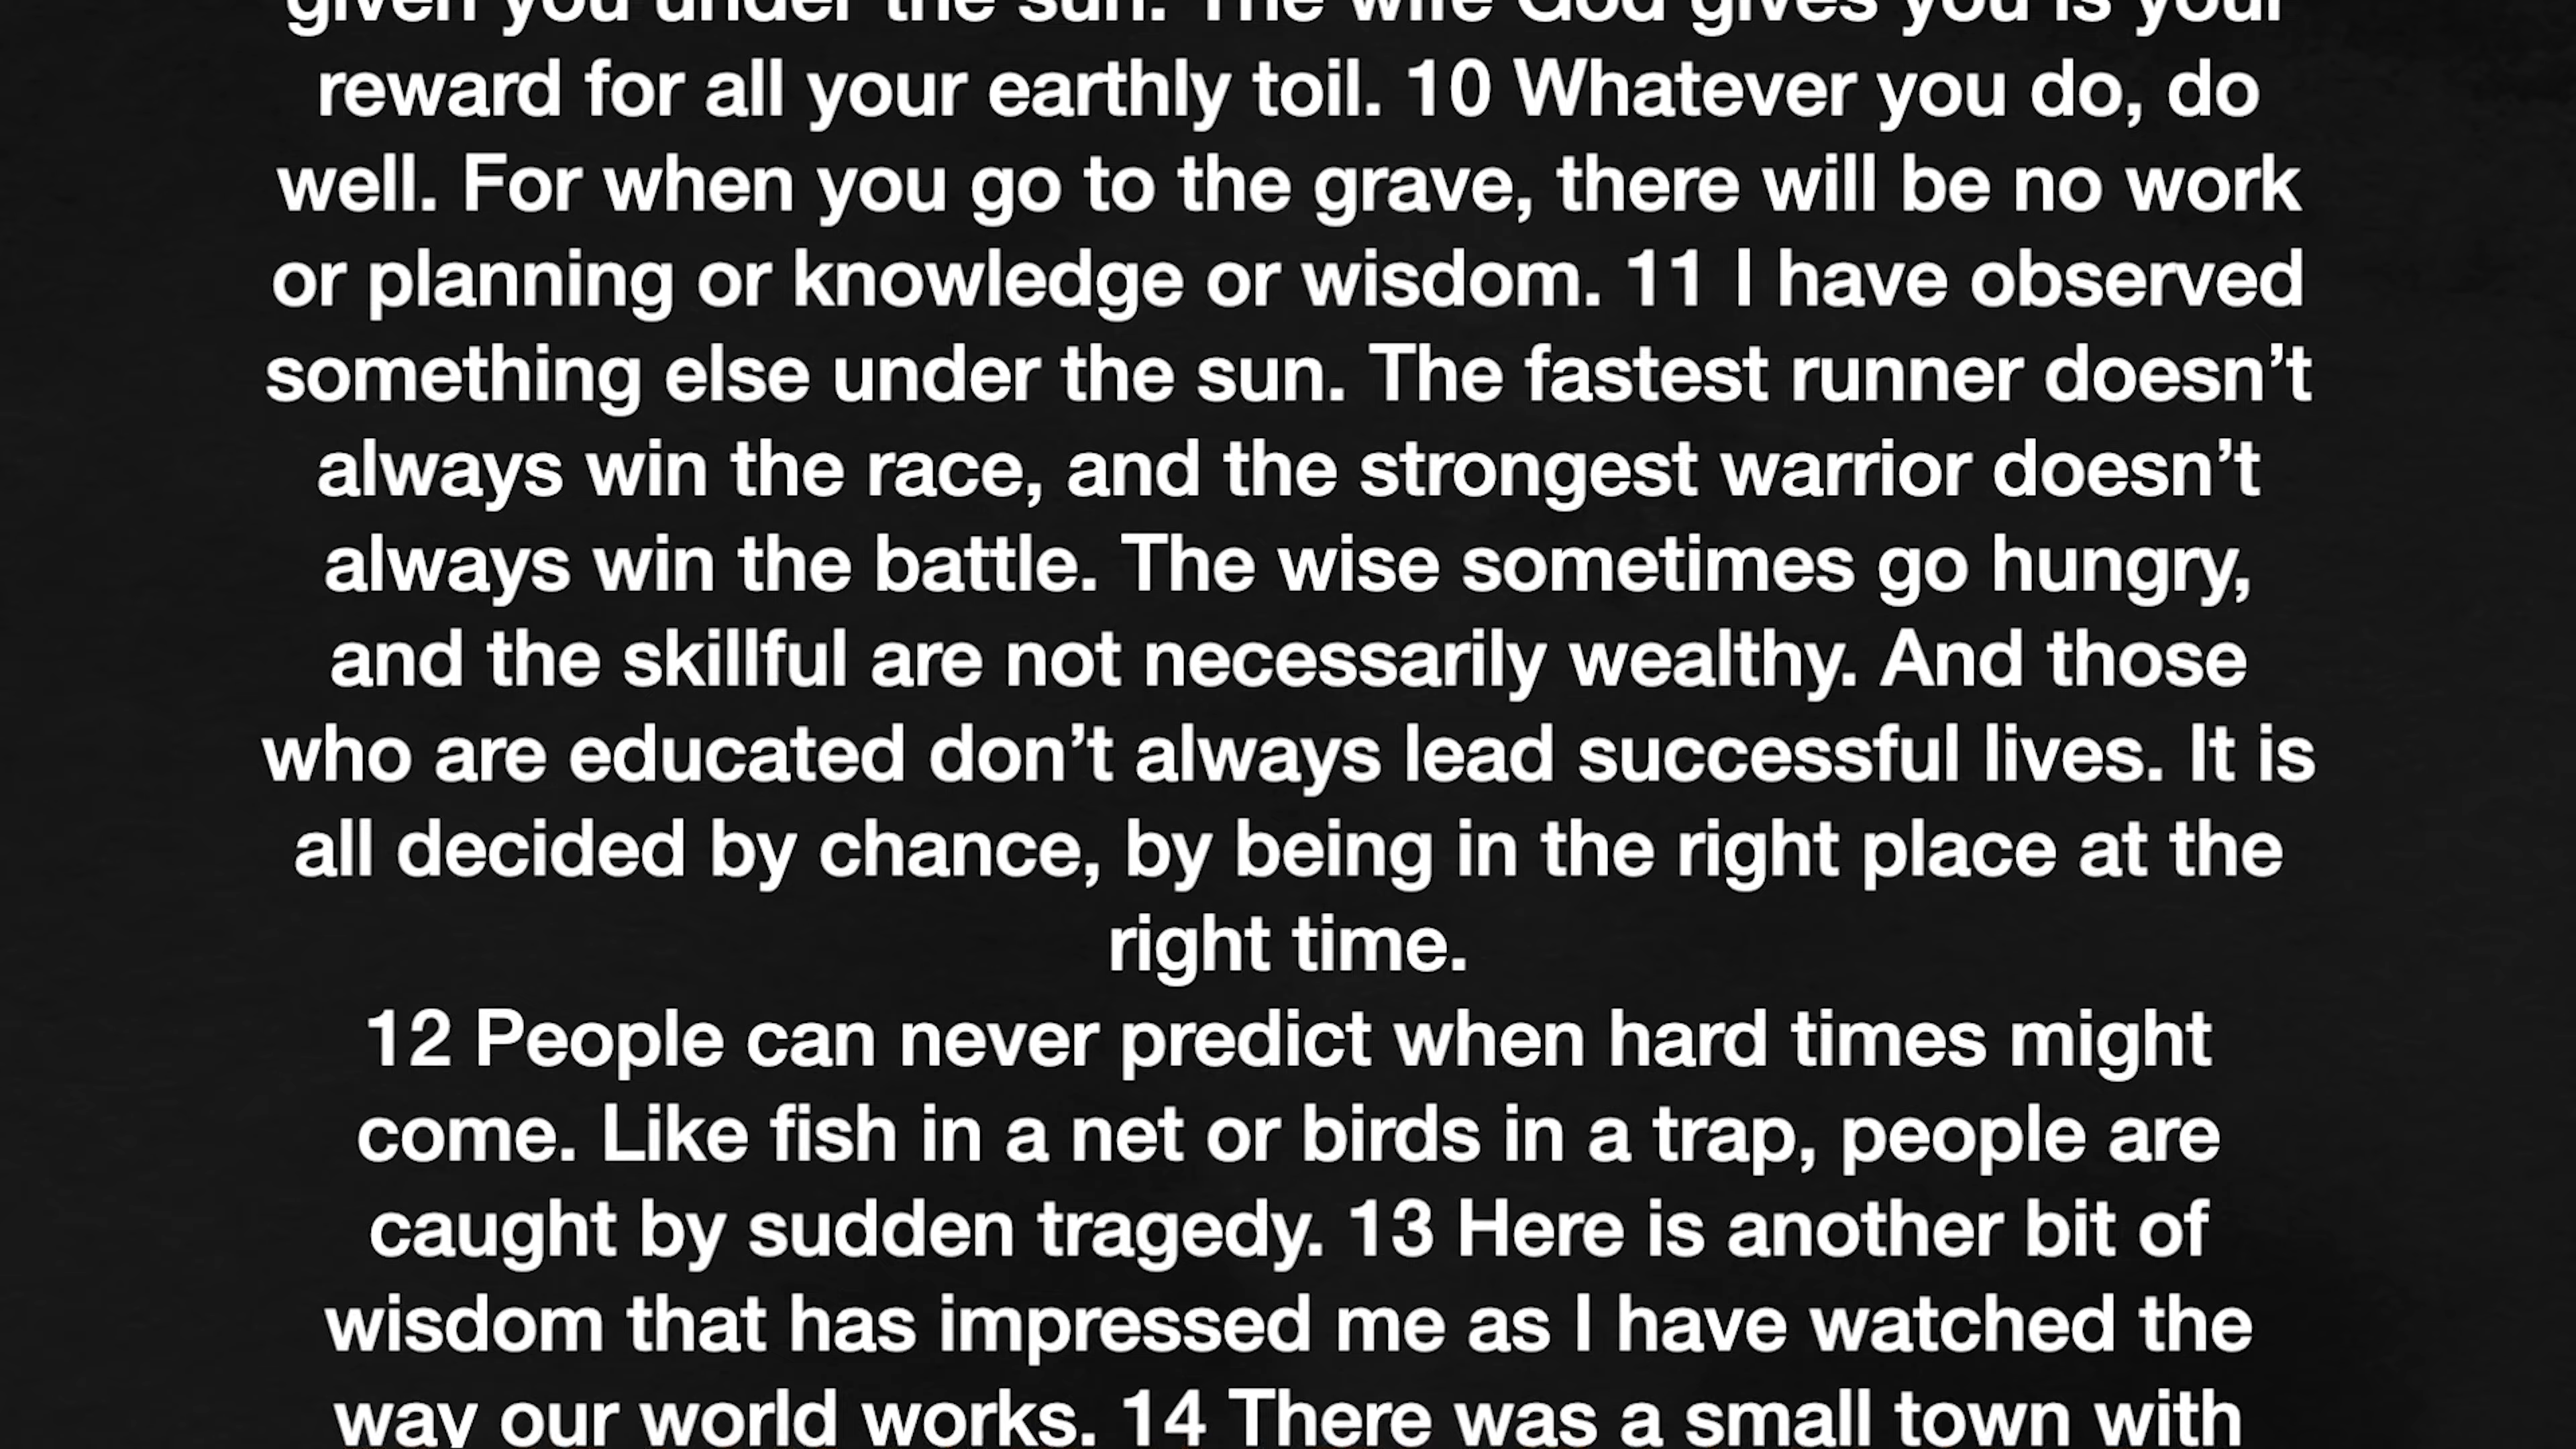 given you under the sun. The wife God gives you is your
reward for all your earthly toil. 10 Whatever you do, do
well. For when you go to the grave, there will be no work
or planning or knowledge or wisdom. 11 I have observed
something else under the sun. The fastest runner doesn’t
always win the race, and the strongest warrior doesn’t
always win the battle. The wise sometimes go hungry,
and the skillful are not necessarily wealthy. And those
who are educated don’t always lead successful lives. It is
all decided by chance, by being in the right place at the
right time.
12 People can never predict when hard times might
come. Like fish in a net or birds in a trap, people are
caught by sudden tragedy. 13 Here is another bit of
wisdom that has impressed me as I have watched the
way our world works. 14 There was a small town with